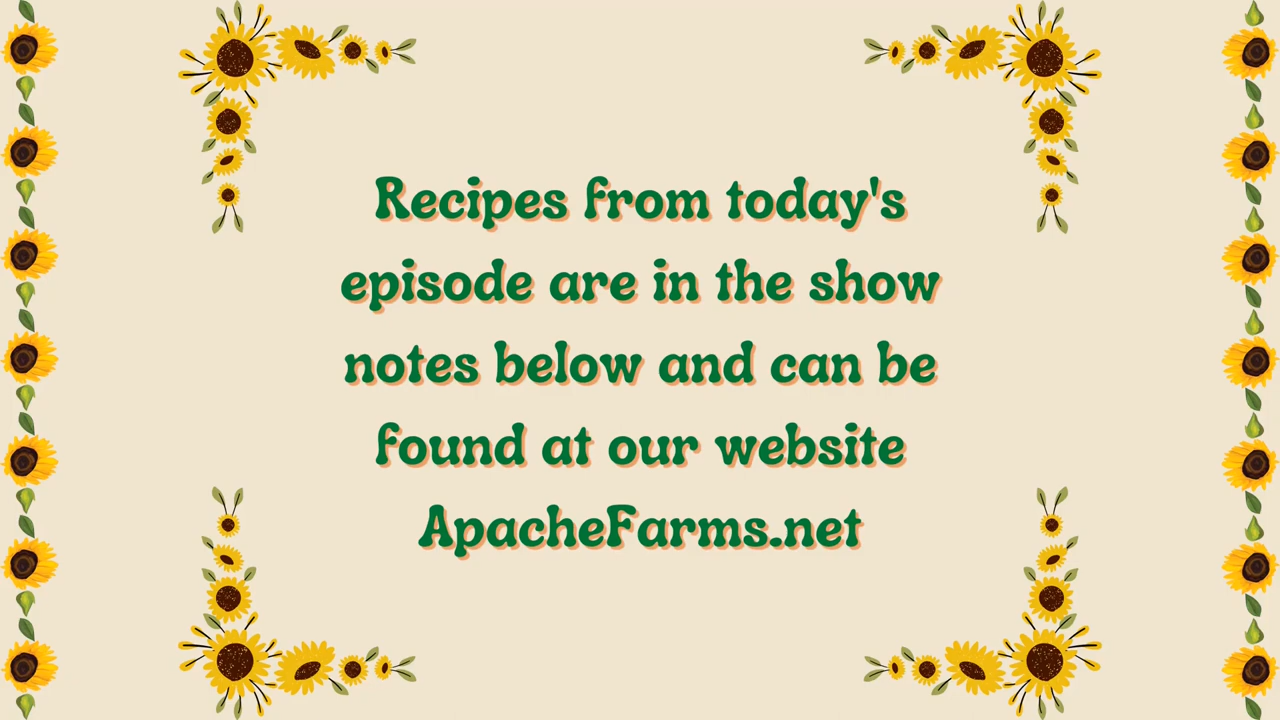 Recipes from today's
episode are in the show
notes below and can be
found at our website
ApacheFarms.net